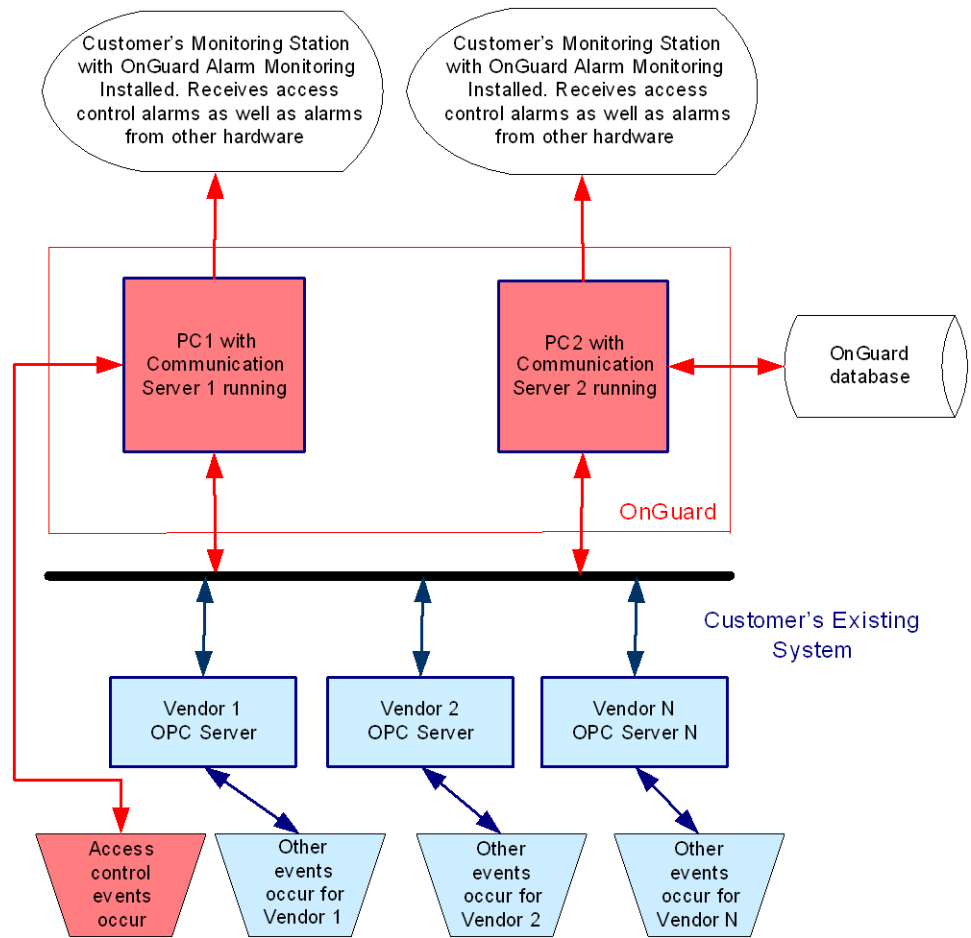 Customer's Monitoring Station
with OnGuard Alarm Monitoring
Installed. Receives access
control alarms as well as alarms
from other hardware
Customer's Monitoring Station
with OnGuard Alarm Monitoring
Installed. Receives access
control alarms as well as alarms
from other hardware
PC1 with
Communication
Server 1 running
PC2 with
Communication
Server 2 running
OnGuard
database
OnGuard
Customer's Existing
System
Vendor 1
OPC Server
Vendor 2
OPC Server
Vendor N
OPC Server N
Access
control
events
occur
Other
events
occur for
Vendor 1
Other
events
occur for
Vendor 2
Other
events
occur for
Vendor N